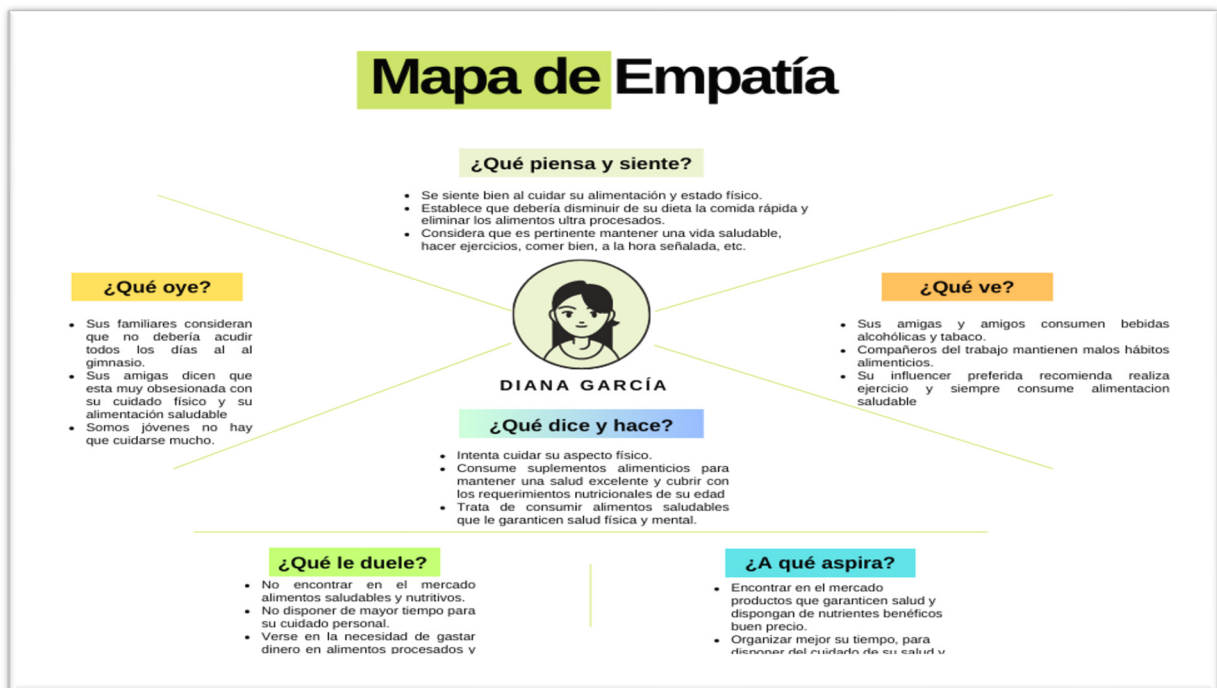 Mapa de Empatía
¿Qué piensa y siente?
• Se siente bien al cuidar su alimentación y estado físico.
• Establece que debería disminuir de su dieta la comida rápida y
eliminar los alimentos ultra procesados.
• Considera que es pertinente mantener una vida saludable,
hacer ejercicios, comer bien, a la hora señalada, etc.
¿Qué oye?
• Sus familiares consideran
que no debería acudir
todos los días al al
gimnasio.
• Sus amigas dicen que
esta muy obsesionada con
su cuidado físico y su
alimentación saludable
• Somos jóvenes no hay
que cuidarse mucho.
¿Qué ve?
• Sus amigas y amigos consumen bebidas
alcohólicas y tabaco.
• Compañeros del trabajo mantienen malos hábitos
alimenticios.
• Su influencer preferida recomienda realiza
ejercicio y siempre consume alimentacion
saludable
DIANA GARCÍA
¿Qué dice y hace?
• Intenta cuidar su aspecto físico.
• Consume suplementos alimenticios para
mantener una salud excelente y cubrir con
los requerimientos nutricionales de su edad
• Trata de consumir alimentos saludables
que le garanticen salud física y mental.
¿Qué le duele?
• No encontrar en el mercado
alimentos saludables y nutritivos.
• No disponer de mayor tiempo para
su cuidado personal.
• Verse en la necesidad de gastar
dinero en alimentos procesados y
¿A qué aspira?
• Encontrar en el mercado
productos que garanticen salud y
dispongan de nutrientes benéficos
buen precio.
• Organizar mejor su tiempo, para
disponer del cuidado de su salud y